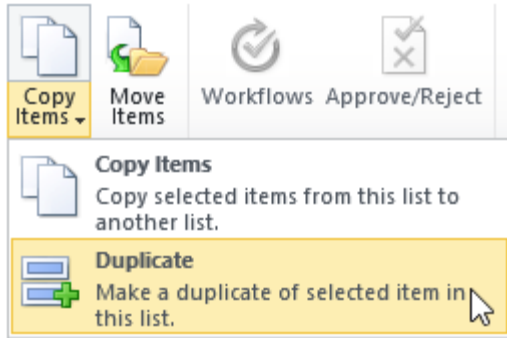 Copy
Items
Move
Items
Workflows
Approve/Reject
Copy Items
Copy selected items from this list to
another list.
Duplicate
Make a duplicate of selected item in
this list.